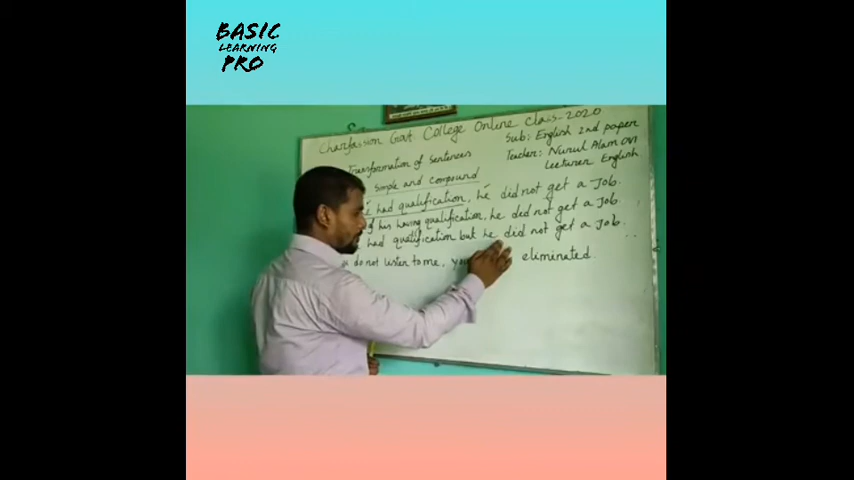 BASIC
LEARNING
PRO
Charfasson Govt College Online class-2020
Sub: English 2nd paper
Transformation of Sentences
Teacher: Nurul Alam OVI
Lecturer English
Simple and compound
had qualification, he did not get a Job.
his having qualification, he did not get a Job.
had qualification but he did not get a Job.
do not listen to me, eliminated.